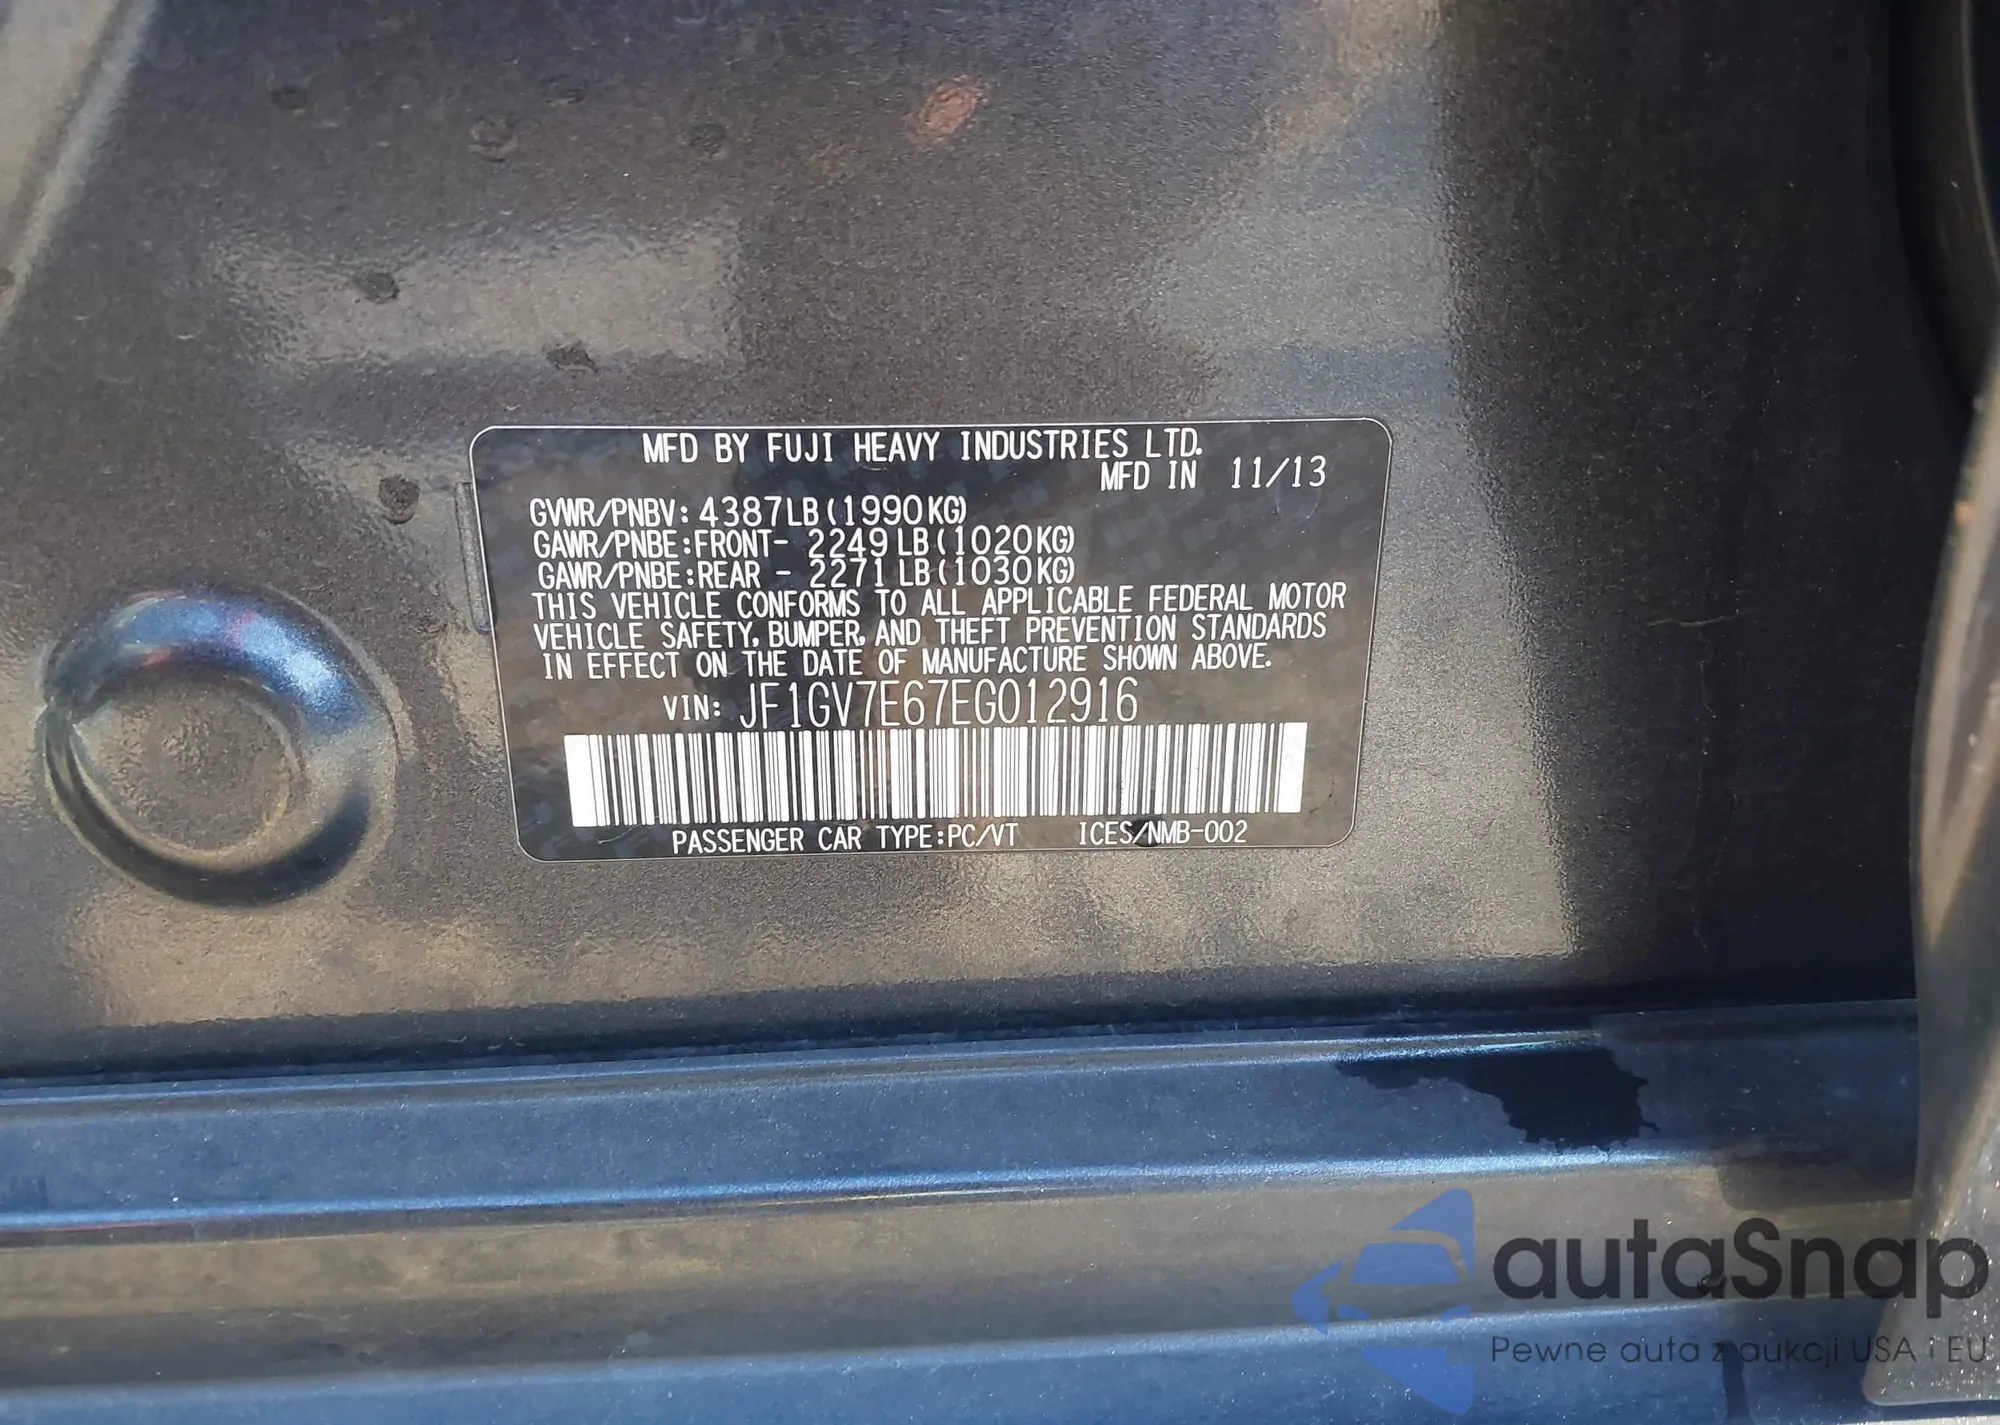 MFD BY FUJI HEAVY INDUSTRIES LTD.
MFD IN 11/13
GVWR/PNBV: 4387LB(1990KG)
GAWR/PNBE:FRONT- 2249LB(1020KG)
GAWR/PNBE:REAR - 2271LB(1030KG)
THIS VEHICLE CONFORMS TO ALL APPLICABLE FEDERAL MOTOR
VEHICLE SAFETY, BUMPER, AND THEFT PREVENTION STANDARDS
IN EFFECT ON THE DATE OF MANUFACTURE SHOWN ABOVE.
VIN: JF1GV7E67EG012916
PASSENGER CAR TYPE:PC/VT ICES/NMB-002
autaSnap
Pewne auta z aukcji USA i EU